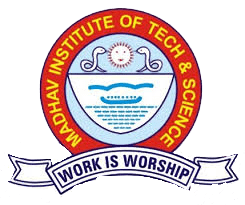 MADHAV INSTITUTE OF TECH & SCIENCE
WORK IS WORSHIP